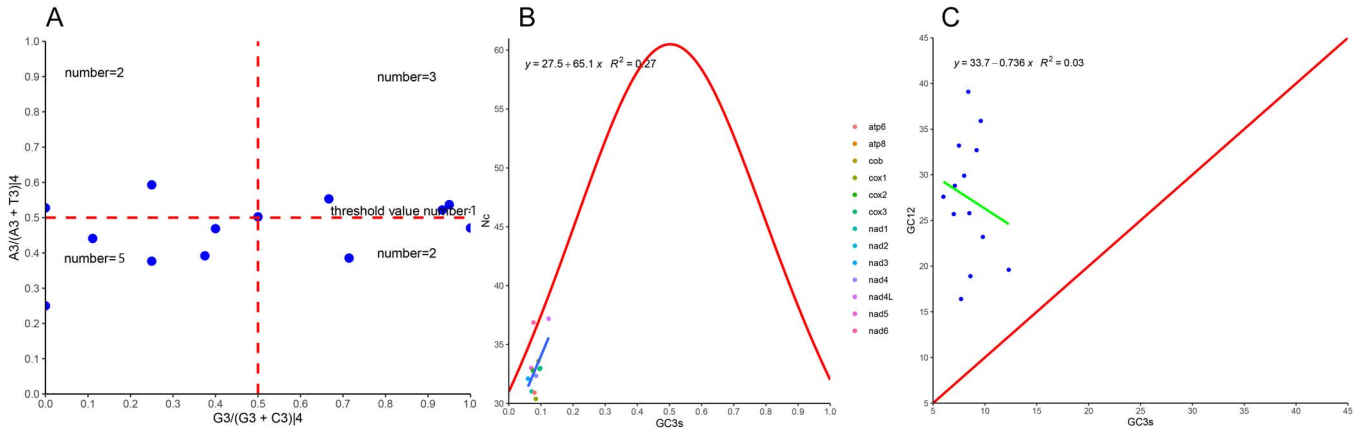 A
1.0
0.9
0.8
0.7
0.6
0.5
0.4
0.3
0.2
0.1
0.0
A3/(A3 + T3)|4
number=2
number=3
threshold value number=1
number=5
number=2
0.0 0.1 0.2 0.3 0.4 0.5 0.6 0.7 0.8 0.9 1.0
G3/(G3 + C3)|4
B
y = 27.5 + 65.1 x R² = 0.27
60
55
50
45
40
35
30
Nc
0.0 0.1 0.2 0.3 0.4 0.5 0.6 0.7 0.8 0.9 1.0
GC3s
atp6
atp8
cob
cox1
cox2
cox3
nad1
nad2
nad3
nad4
nad4L
nad5
nad6
C
y = 33.7 − 0.736 x R² = 0.03
45
40
35
30
25
20
15
10
5
GC12
5 10 15 20 25 30 35 40 45
GC3s